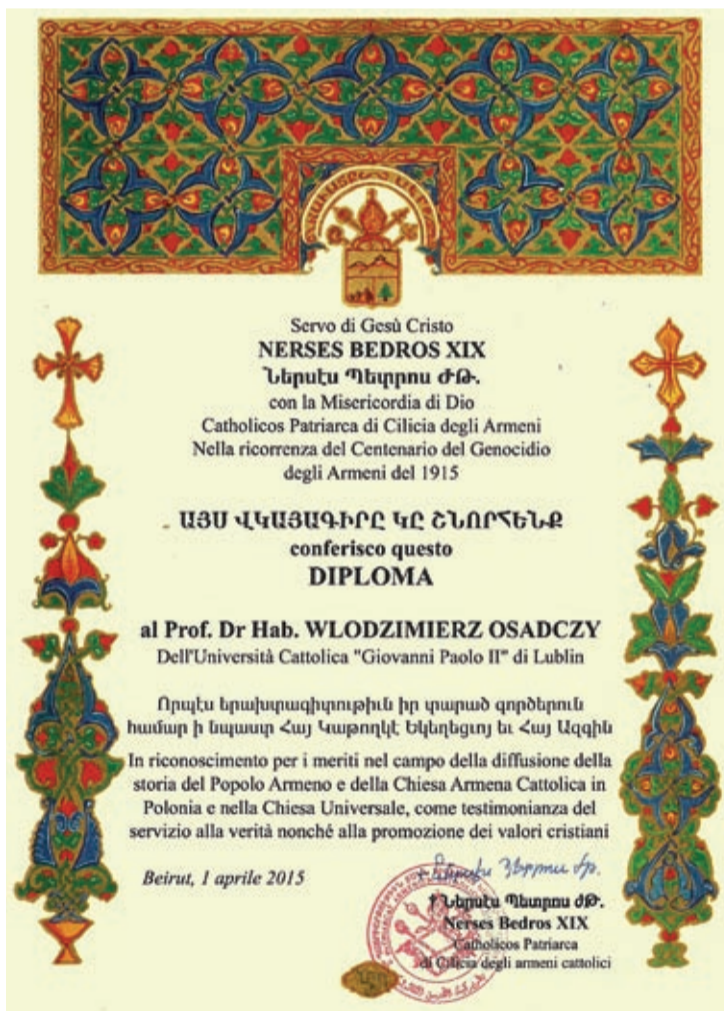 Servo di Gesù Cristo
NERSES BEDROS XIX
Ներսէս Պետրոս ԺԹ.
con la Misericordia di Dio
Catholicos Patriarca di Cilicia degli Armeni
Nella ricorrenza del Centenario del Genocidio
degli Armeni del 1915
ԱՅՍ ՎԿԱՅԱԳԻՐԸ ԿԸ ՇՆՈՐՀԵՆՔ
conferisco questo
DIPLOMA
al Prof. Dr Hab. WLODZIMIERZ OSADCZY
Dell'Università Cattolica "Giovanni Paolo II" di Lublin
Որպէս երախտագիտութիւն իր տարած գործերուն
համար ի նպաստ Հայ Կաթողկէ Եկեղեցւոյ եւ Հայ Ազգին
In riconoscimento per i meriti nel campo della diffusione della
storia del Popolo Armeno e della Chiesa Armena Cattolica in
Polonia e nella Chiesa Universale, come testimonianza del
servizio alla verità nonché alla promozione dei valori cristiani
Beirut, 1 aprile 2015
† Ներսէս Պետրոս ԺԹ.
Nerses Bedros XIX
Catholicos Patriarca
di Cilicia degli armeni cattolici